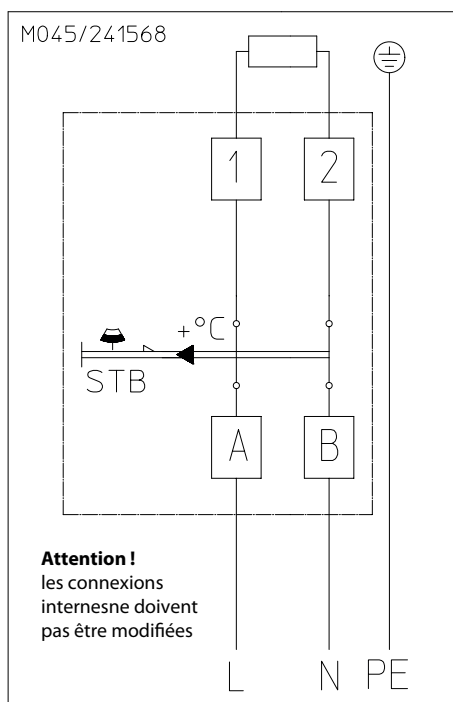 M045/241568
1 2
+°C
STB
A B
Attention !
les connexions
internesne doivent
pas être modifiées
L N PE